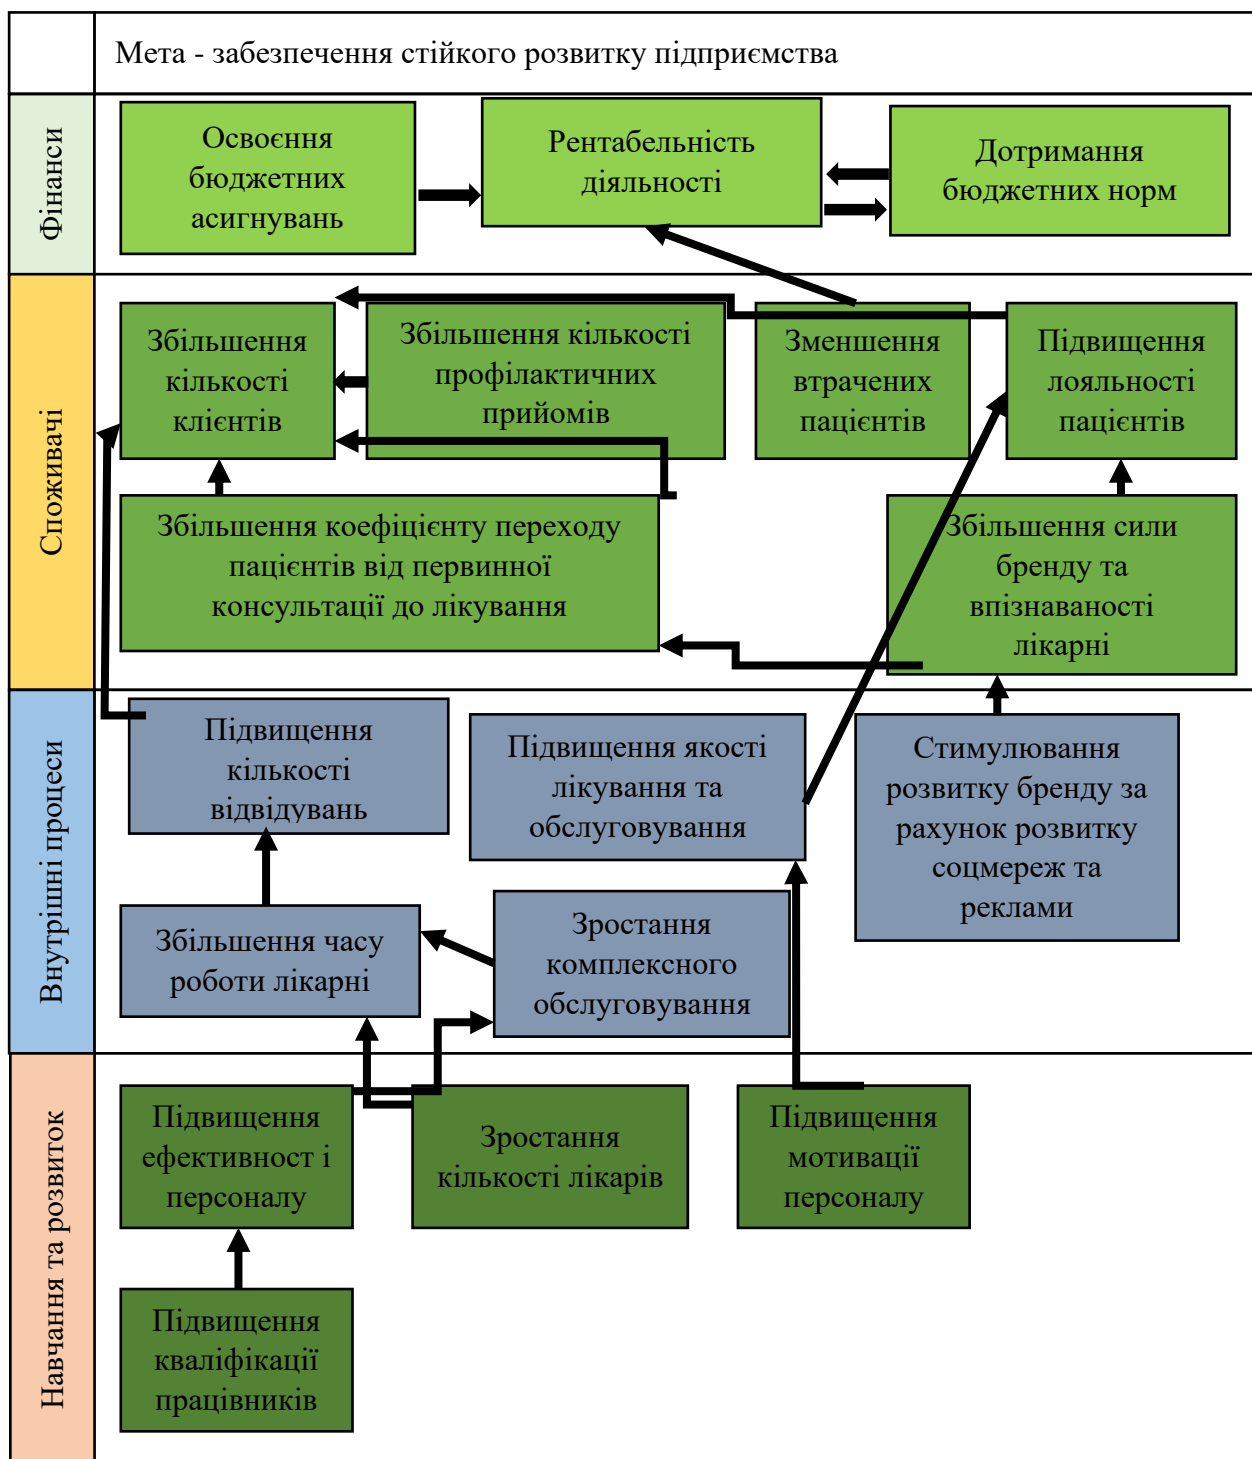 Мета - забезпечення стійкого розвитку підприємства
Фінанси
Освоєння
бюджетних
асигнувань
Рентабельність
діяльності
Дотримання
бюджетних норм
Споживачі
Збільшення
кількості
клієнтів
Збільшення кількості
профілактичних
прийомів
Зменшення
втрачених
пацієнтів
Підвищення
лояльності
пацієнтів
Збільшення коефіцієнту переходу
пацієнтів від первинної
консультації до лікування
Збільшення сили
бренду та
впізнаваності
лікарні
Внутрішні процеси
Підвищення
кількості
відвідувань
Підвищення якості
лікування та
обслуговування
Стимулювання
розвитку бренду за
рахунок розвитку
соцмереж та
реклами
Збільшення часу
роботи лікарні
Зростання
комплексного
обслуговування
Навчання та розвиток
Підвищення
ефективност і
персоналу
Зростання
кількості лікарів
Підвищення
мотивації
персоналу
Підвищення
кваліфікації
працівників